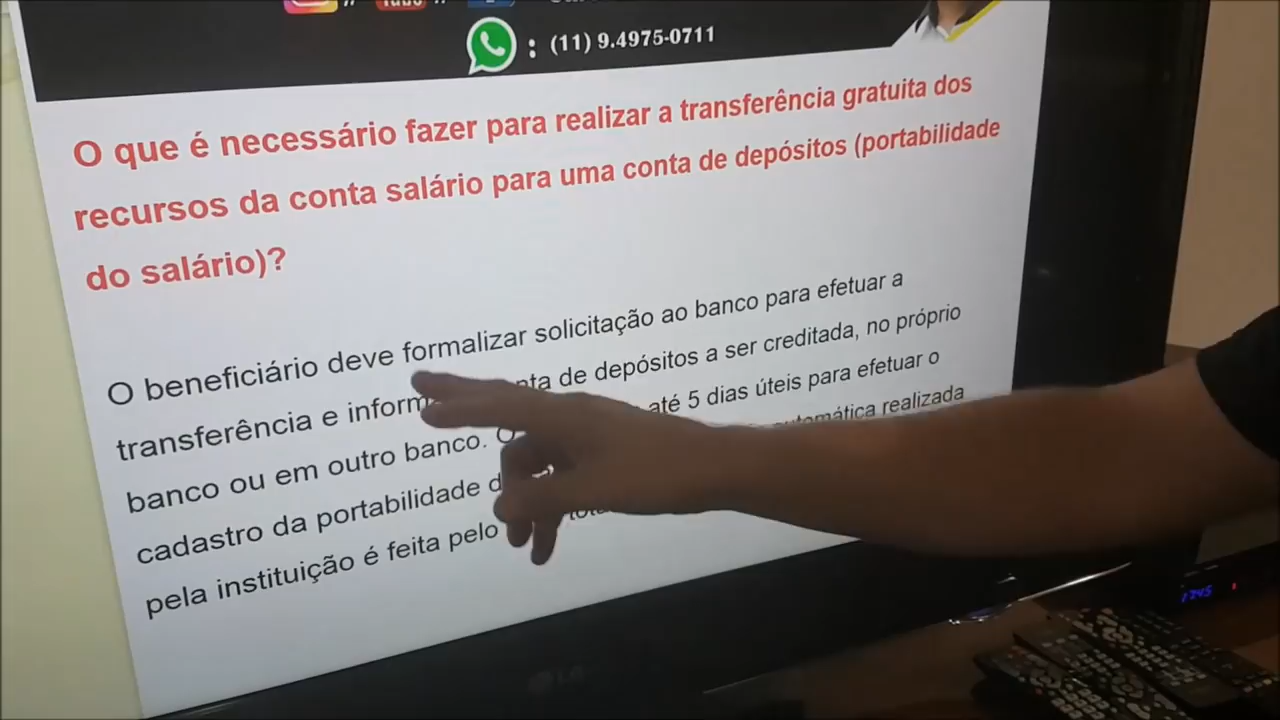 : (11) 9.4975-0711
O que é necessário fazer para realizar a transferência gratuita dos
recursos da conta salário para uma conta de depósitos (portabilidade
do salário)?
O beneficiário deve formalizar solicitação ao banco para efetuar a
transferência e de depósitos a ser creditada, no próprio
banco ou em outro banco. até 5 dias úteis para efetuar o
cadastro da portabilidade automática realizada
pela instituição é feita pelo
LG